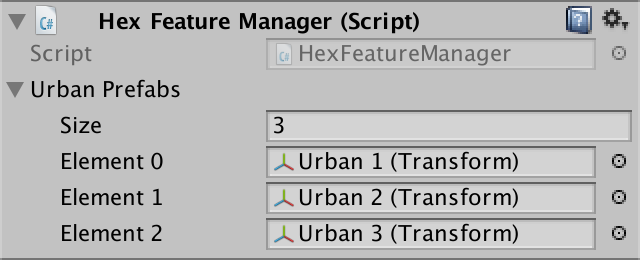 C# Hex Feature Manager (Script)
Script C# HexFeatureManager
Urban Prefabs
Size 3
Element 0 Urban 1 (Transform)
Element 1 Urban 2 (Transform)
Element 2 Urban 3 (Transform)